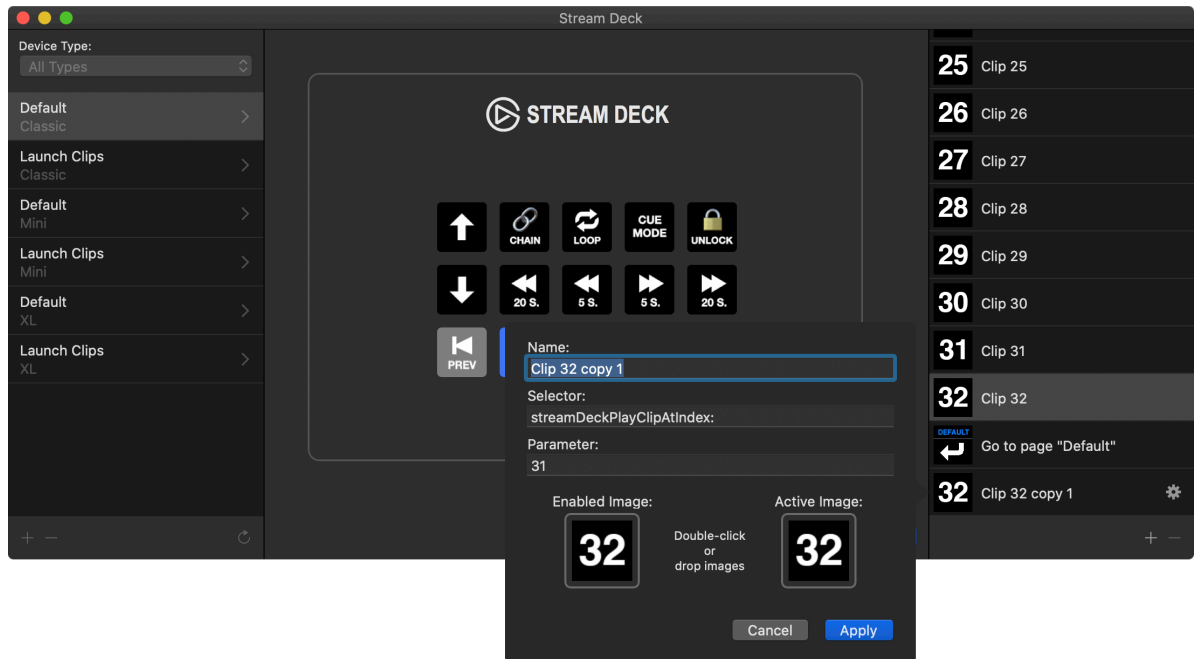 Stream Deck
Device Type:
All Types
Default
Classic
Launch Clips
Classic
Default
Mini
Launch Clips
Mini
Default
XL
Launch Clips
XL
STREAM DECK
CHAIN
LOOP
CUE
MODE
UNLOCK
20 S.
5 S.
5 S.
20 S.
PREV
Name:
Clip 32 copy 1
Selector:
streamDeckPlayClipAtIndex:
Parameter:
31
Enabled Image:
Active Image:
32
Double-click
or
drop images
32
Cancel
Apply
25 Clip 25
26 Clip 26
27 Clip 27
28 Clip 28
29 Clip 29
30 Clip 30
31 Clip 31
32 Clip 32
DEFAULT
Go to page "Default"
32 Clip 32 copy 1